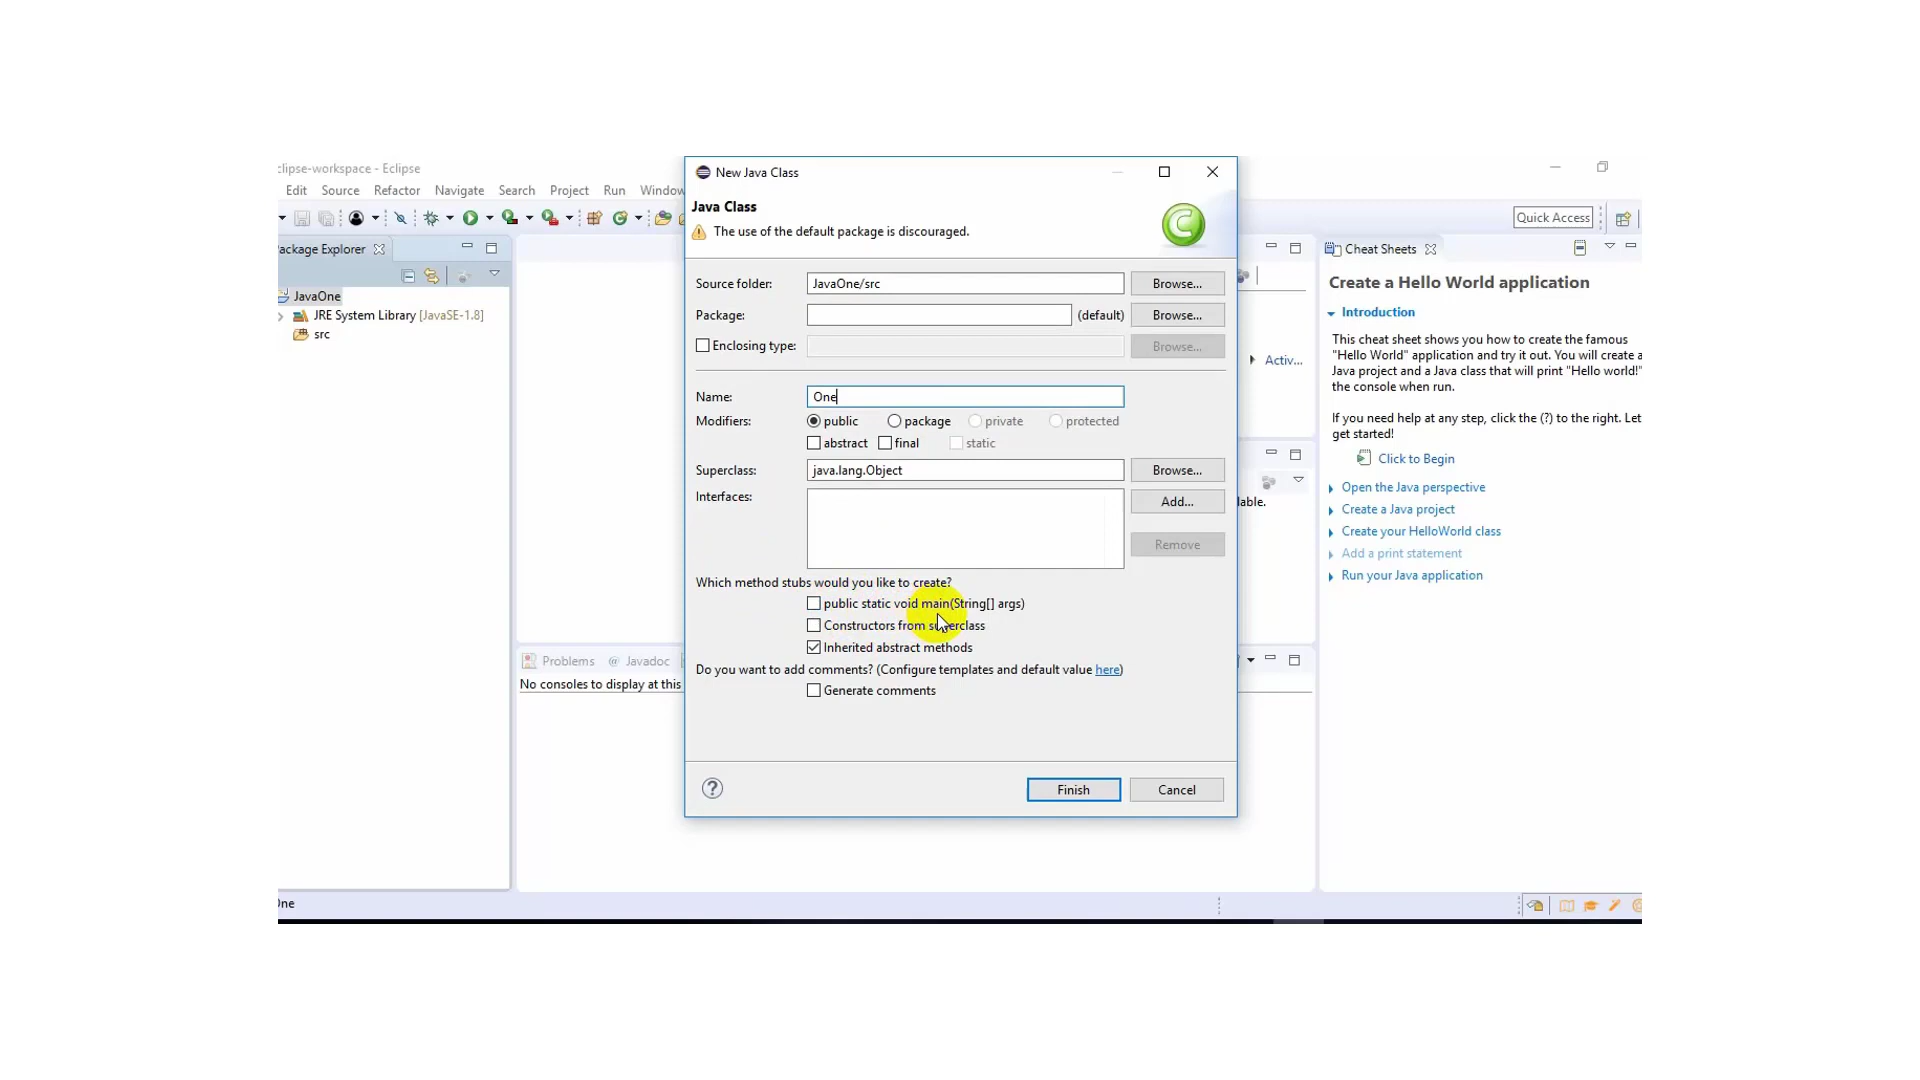 clipse-workspace - Eclipse
Edit Source Refactor Navigate Search Project Run Window
Quick Access
ackage Explorer
JavaOne
JRE System Library [JavaSE-1.8]
src
New Java Class
Java Class
The use of the default package is discouraged.
Source folder: JavaOne/src Browse...
Package: (default) Browse...
Enclosing type: Browse...
Name: One
Modifiers: public package private protected
abstract final static
Superclass: java.lang.Object Browse...
Interfaces: Add...
Remove
Which method stubs would you like to create?
public static void main(String[] args)
Constructors from superclass
Inherited abstract methods
Do you want to add comments? (Configure templates and default value here)
Generate comments
? Finish Cancel
Activ...
lable.
Problems @ Javadoc
No consoles to display at this
Cheat Sheets
Create a Hello World application
Introduction
This cheat sheet shows you how to create the famous
"Hello World" application and try it out. You will create a
Java project and a Java class that will print "Hello world!"
the console when run.
If you need help at any step, click the (?) to the right. Let
get started!
Click to Begin
Open the Java perspective
Create a Java project
Create your HelloWorld class
Add a print statement
Run your Java application
One